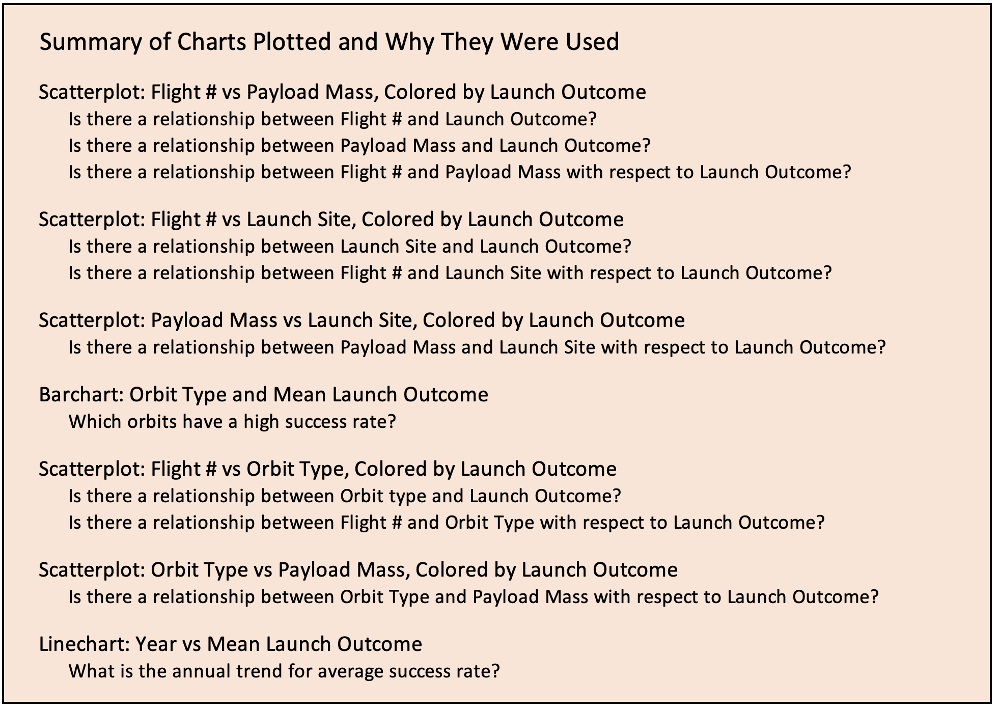 Summary of Charts Plotted and Why They Were Used
Scatterplot: Flight # vs Payload Mass, Colored by Launch Outcome
Is there a relationship between Flight # and Launch Outcome?
Is there a relationship between Payload Mass and Launch Outcome?
Is there a relationship between Flight # and Payload Mass with respect to Launch Outcome?
Scatterplot: Flight # vs Launch Site, Colored by Launch Outcome
Is there a relationship between Launch Site and Launch Outcome?
Is there a relationship between Flight # and Launch Site with respect to Launch Outcome?
Scatterplot: Payload Mass vs Launch Site, Colored by Launch Outcome
Is there a relationship between Payload Mass and Launch Site with respect to Launch Outcome?
Barchart: Orbit Type and Mean Launch Outcome
Which orbits have a high success rate?
Scatterplot: Flight # vs Orbit Type, Colored by Launch Outcome
Is there a relationship between Orbit type and Launch Outcome?
Is there a relationship between Flight # and Orbit Type with respect to Launch Outcome?
Scatterplot: Orbit Type vs Payload Mass, Colored by Launch Outcome
Is there a relationship between Orbit Type and Payload Mass with respect to Launch Outcome?
Linechart: Year vs Mean Launch Outcome
What is the annual trend for average success rate?